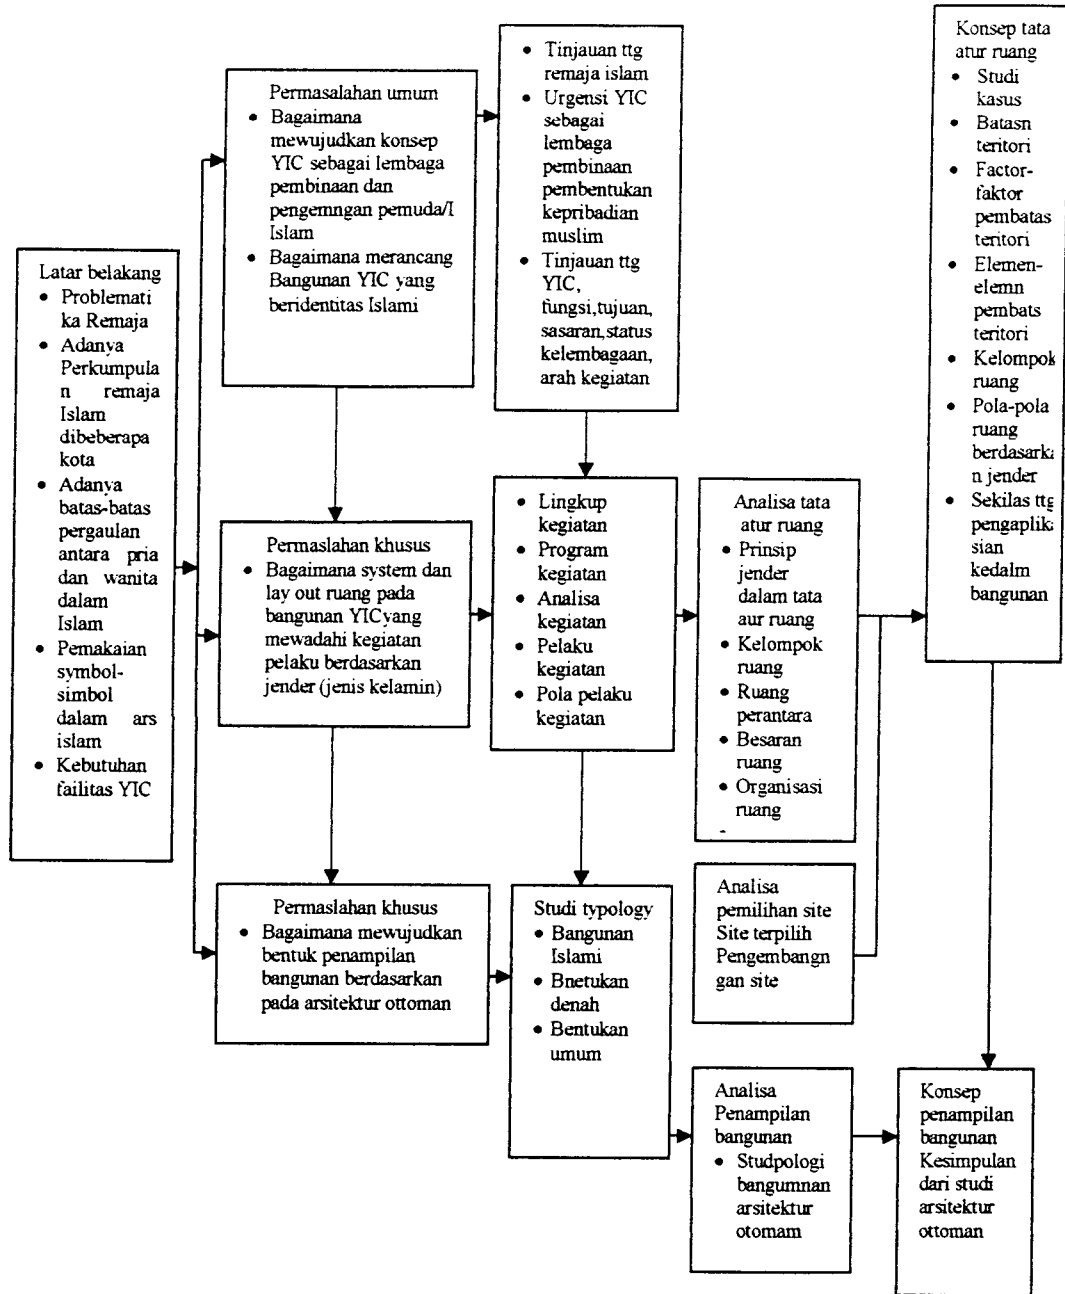 Latar belakang
• Problemati
ka Remaja
• Adanya
Perkumpula
n remaja
Islam
dibeberapa
kota
• Adanya
batas-batas
pergaulan
antara pria
dan wanita
dalam
Islam
• Pemakaian
symbol-
simbol
dalam ars
islam
• Kebutuhan
failitas YIC
Permasalahan umum
• Bagaimana
mewujudkan konsep
YIC sebagai lembaga
pembinaan dan
pengemngan pemuda/I
Islam
• Bagaimana merancang
Bangunan YIC yang
beridentitas Islami
Permaslahan khusus
• Bagaimana system dan
lay out ruang pada
bangunan YICyang
mewadahi kegiatan
pelaku berdasarkan
jender (jenis kelamin)
Permaslahan khusus
• Bagaimana mewujudkan
bentuk penampilan
bangunan berdasarkan
pada arsitektur ottoman
• Tinjauan ttg
remaja islam
• Urgensi YIC
sebagai
lembaga
pembinaan
pembentukan
kepribadian
muslim
• Tinjauan ttg
YIC,
fungsi,tujuan,
sasaran,status
kelembagaan,
arah kegiatan
• Lingkup
kegiatan
• Program
kegiatan
• Analisa
kegiatan
• Pelaku
kegiatan
• Pola pelaku
kegiatan
Studi typology
• Bangunan
Islami
• Bnetukan
denah
• Bentukan
umum
Analisa tata
atur ruang
• Prinsip
jender
dalam tata
aur ruang
• Kelompok
ruang
• Ruang
perantara
• Besaran
ruang
• Organisasi
ruang
Analisa
pemilihan site
Site terpilih
Pengembangn
gan site
Analisa
Penampilan
bangunan
• Studpologi
bangumnan
arsitektur
otomam
Konsep tata
atur ruang
• Studi
kasus
• Batasn
teritori
• Factor-
faktor
pembatas
teritori
• Elemen-
elemn
pembats
teritori
• Kelompok
ruang
• Pola-pola
ruang
berdasarka
n jender
• Sekilas ttg
pengaplika
sian
kedalm
bangunan
Konsep
penampilan
bangunan
Kesimpulan
dari studi
arsitektur
ottoman